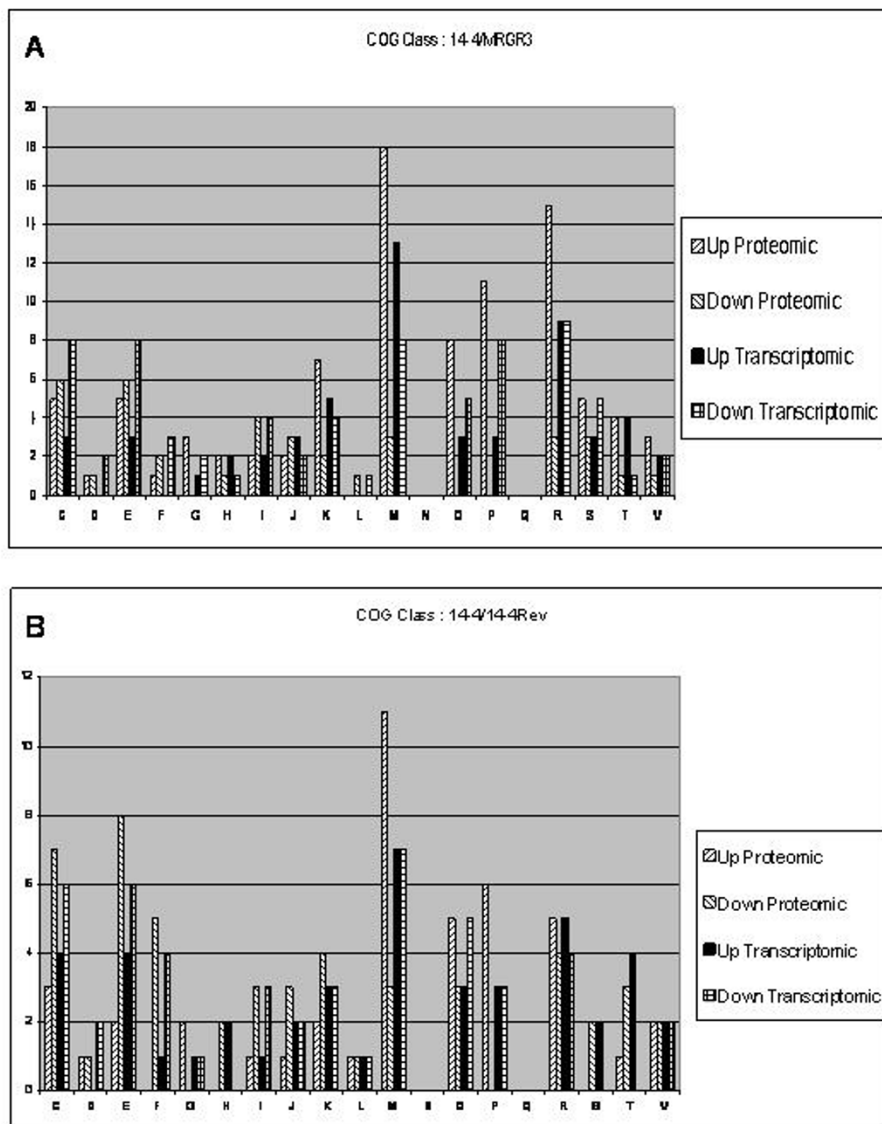 A
COG Class : 14-4/MRGR3
20
18
16
14
12
10
8
6
4
2
0
C D E F G H I J K L M N O P Q R S T V
Up Proteomic
Down Proteomic
Up Transcriptomic
Down Transcriptomic
B
COG Class : 14-4/14-4Rev
12
10
8
6
4
2
0
C D E F G H I J K L M N O P Q R S T V
Up Proteomic
Down Proteomic
Up Transcriptomic
Down Transcriptomic